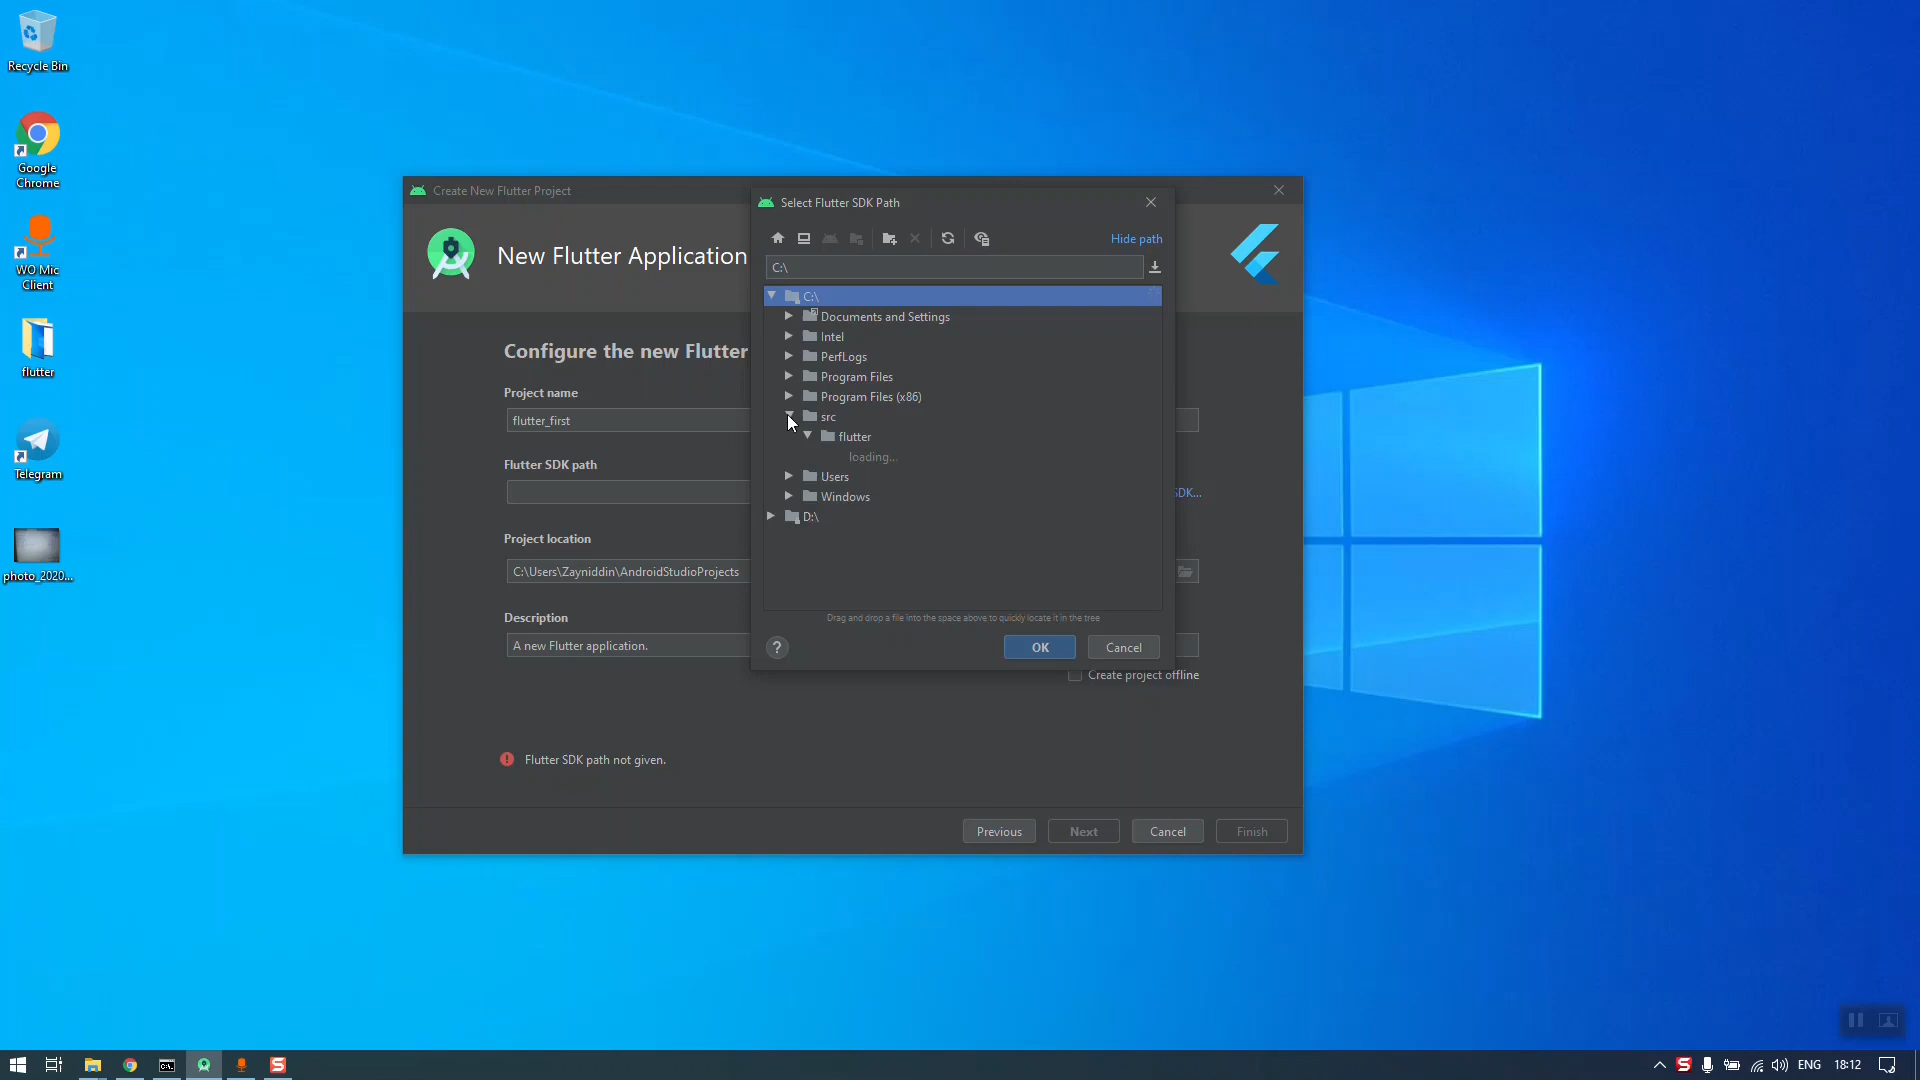 Recycle Bin
Google
Chrome
WO Mic
Client
flutter
Telegram
photo_2020...
Create New Flutter Project
New Flutter Application
Configure the new Flutter
Project name
flutter_first
Flutter SDK path
SDK...
Project location
C:\Users\Zayniddin\AndroidStudioProjects
Description
A new Flutter application.
Create project offline
Flutter SDK path not given.
Previous
Next
Cancel
Finish
Select Flutter SDK Path
Hide path
C:\
C:\
Documents and Settings
Intel
PerfLogs
Program Files
Program Files (x86)
src
flutter
loading...
Users
Windows
D:\
Drag and drop a file into the space above to quickly locate it in the tree
?
OK
Cancel
ENG
18:12